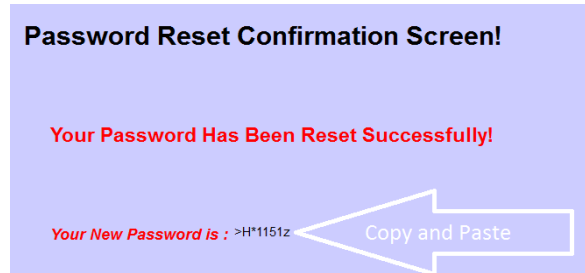 Password Reset Confirmation Screen!
Your Password Has Been Reset Successfully!
Your New Password is : >H*1151z
Copy and Paste